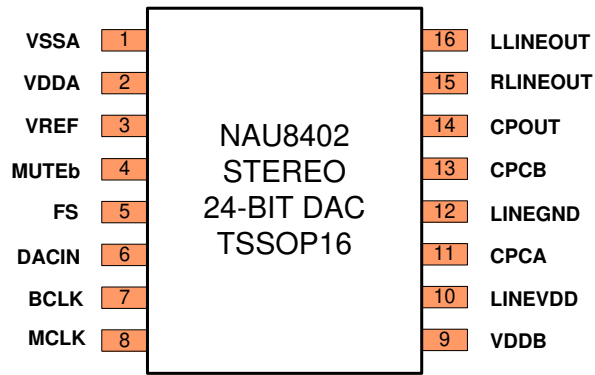 VSSA 1
VDDA 2
VREF 3
MUTEb 4
FS 5
DACIN 6
BCLK 7
MCLK 8
NAU8402
STEREO
24-BIT DAC
TSSOP16
16 LLINEOUT
15 RLINEOUT
14 CPOUT
13 CPCB
12 LINEGND
11 CPCA
10 LINEVDD
9 VDDB